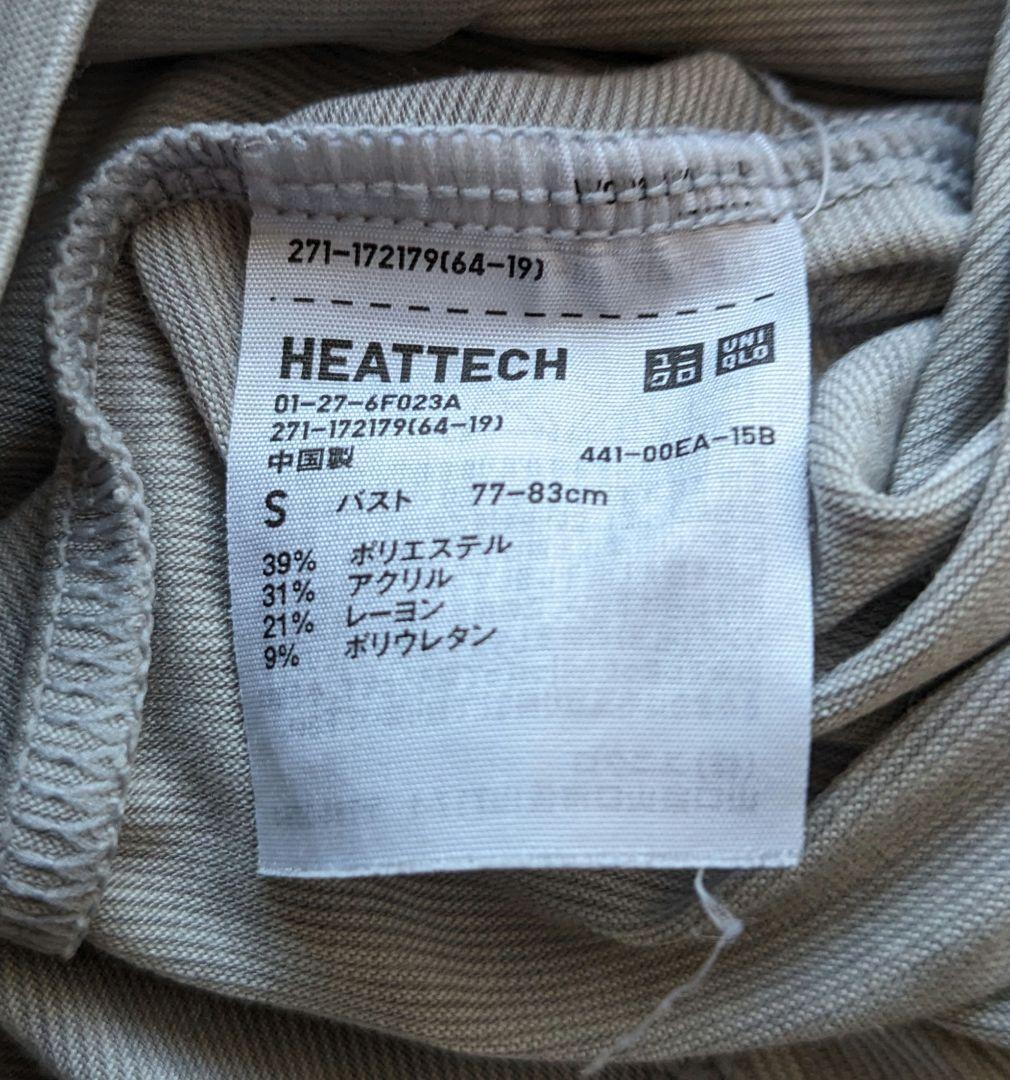 271-172179(64-19)
HEATTECH
ユニクロ
UNIQLO
01-27-6F023A
271-172179(64-19)
中国製
441-00EA-15B
S バスト 77-83cm
39% ポリエステル
31% アクリル
21% レーヨン
9% ポリウレタン